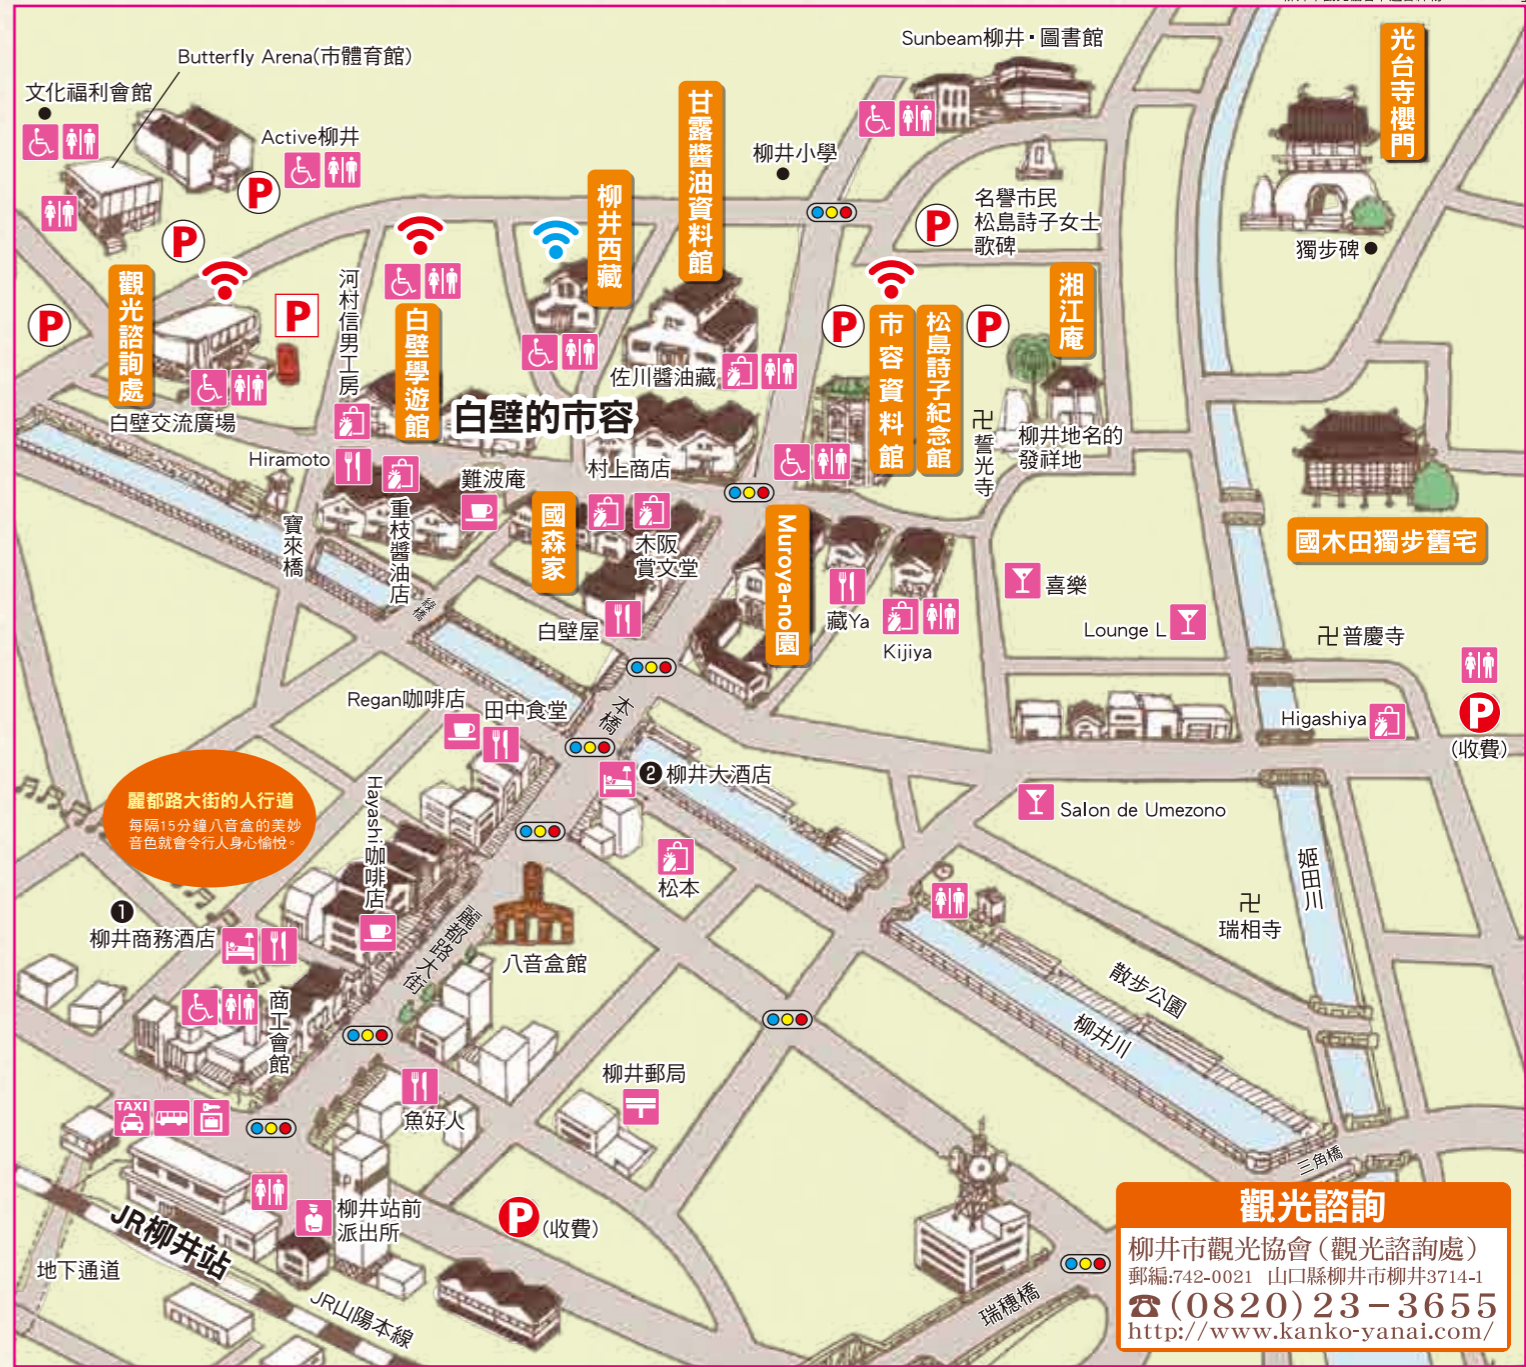 Butterfly Arena(市體育館)
文化福利會館
Active柳井
Sunbeam柳井・圖書館
光台寺櫻門
甘露醬油資料館
柳井小學
柳井西藏
名譽市民
松島詩子女士
歌碑
獨步碑
觀光諮詢處
白壁交流廣場
河村信男工房
白壁學遊館
白壁的市容
佐川醬油藏
市容資料館
松島詩子紀念館
湘江庵
誓光寺
柳井地名的
發祥地
Hiramoto
重枝醬油店
難波庵
村上商店
國森家
木阪
賞文堂
寶來橋
綠橋
白壁屋
Muroya-no園
藏Ya
Kijiya
喜樂
Lounge L
國木田獨步舊宅
卍普慶寺
P
(收費)
Higashiya
Regan咖啡店
田中食堂
本橋
❷柳井大酒店
Salon de Umezono
麗都路大街的人行道
每隔15分鐘八音盒的美妙
音色就會令行人身心愉悅。
Hayashi咖啡店
❶
柳井商務酒店
松本
麗都路大街
八音盒館
卍
瑞相寺
姬田川
散步公園
柳井川
商工會館
TAXI
魚好人
柳井郵局
三角橋
JR柳井站
柳井站前
派出所
P(收費)
地下通道
JR山陽本線
瑞穗橋
觀光諮詢
柳井市觀光協會(觀光諮詢處)
郵編:742-0021 山口縣柳井市柳井3714-1
☎(0820)23-3655
http://www.kanko-yanai.com/